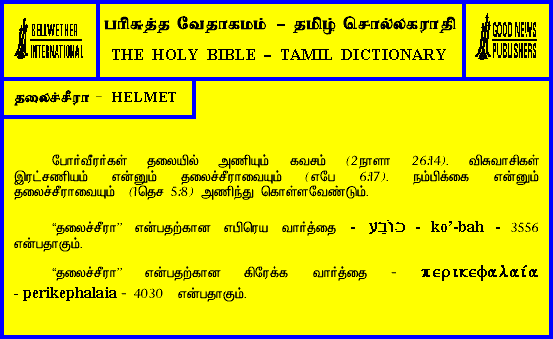 BELLWETHER
INTERNATIONAL
பரிசுத்த வேதாகமம் – தமிழ் சொல்லகராதி
THE HOLY BIBLE – TAMIL DICTIONARY
GOOD NEWS
PUBLISHERS
தலைச்சீரா – HELMET
போர்வீரர்கள் தலையில் அணியும் கவசம் (2நாளா 26:14). விசுவாசிகள்
இரட்சணியம் என்னும் தலைச்சீராவையும் (எபே 6:17), நம்பிக்கை என்னும்
தலைச்சீராவையும் (1தெச 5:8) அணிந்து கொள்ளவேண்டும்.
“தலைச்சீரா” என்பதற்கான எபிரெய வார்த்தை - כוֹבַע - ko’-bah - 3556
என்பதாகும்.
“தலைச்சீரா” என்பதற்கான கிரேக்க வார்த்தை - περικεφαλαία
- perikephalaia - 4030 என்பதாகும்.